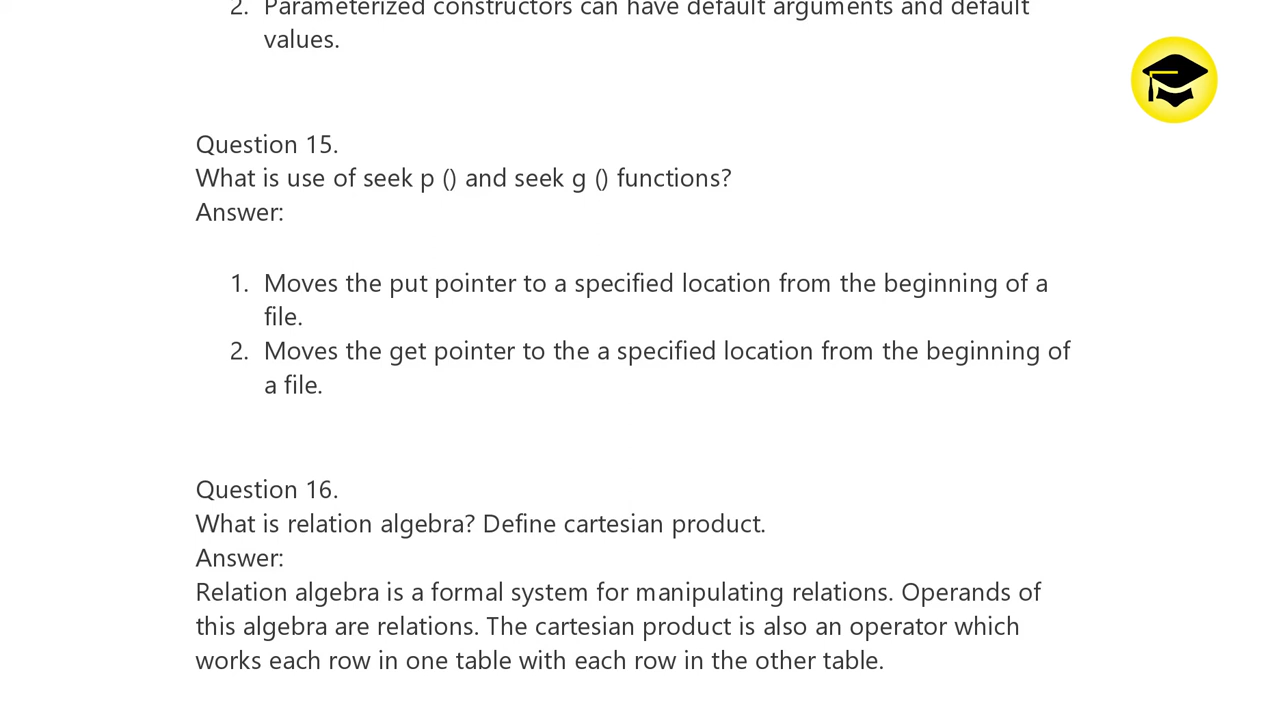 2. Parameterized constructors can have default arguments and default
values.
Question 15.
What is use of seek p () and seek g () functions?
Answer:
1. Moves the put pointer to a specified location from the beginning of a
file.
2. Moves the get pointer to the a specified location from the beginning of
a file.
Question 16.
What is relation algebra? Define cartesian product.
Answer:
Relation algebra is a formal system for manipulating relations. Operands of
this algebra are relations. The cartesian product is also an operator which
works each row in one table with each row in the other table.